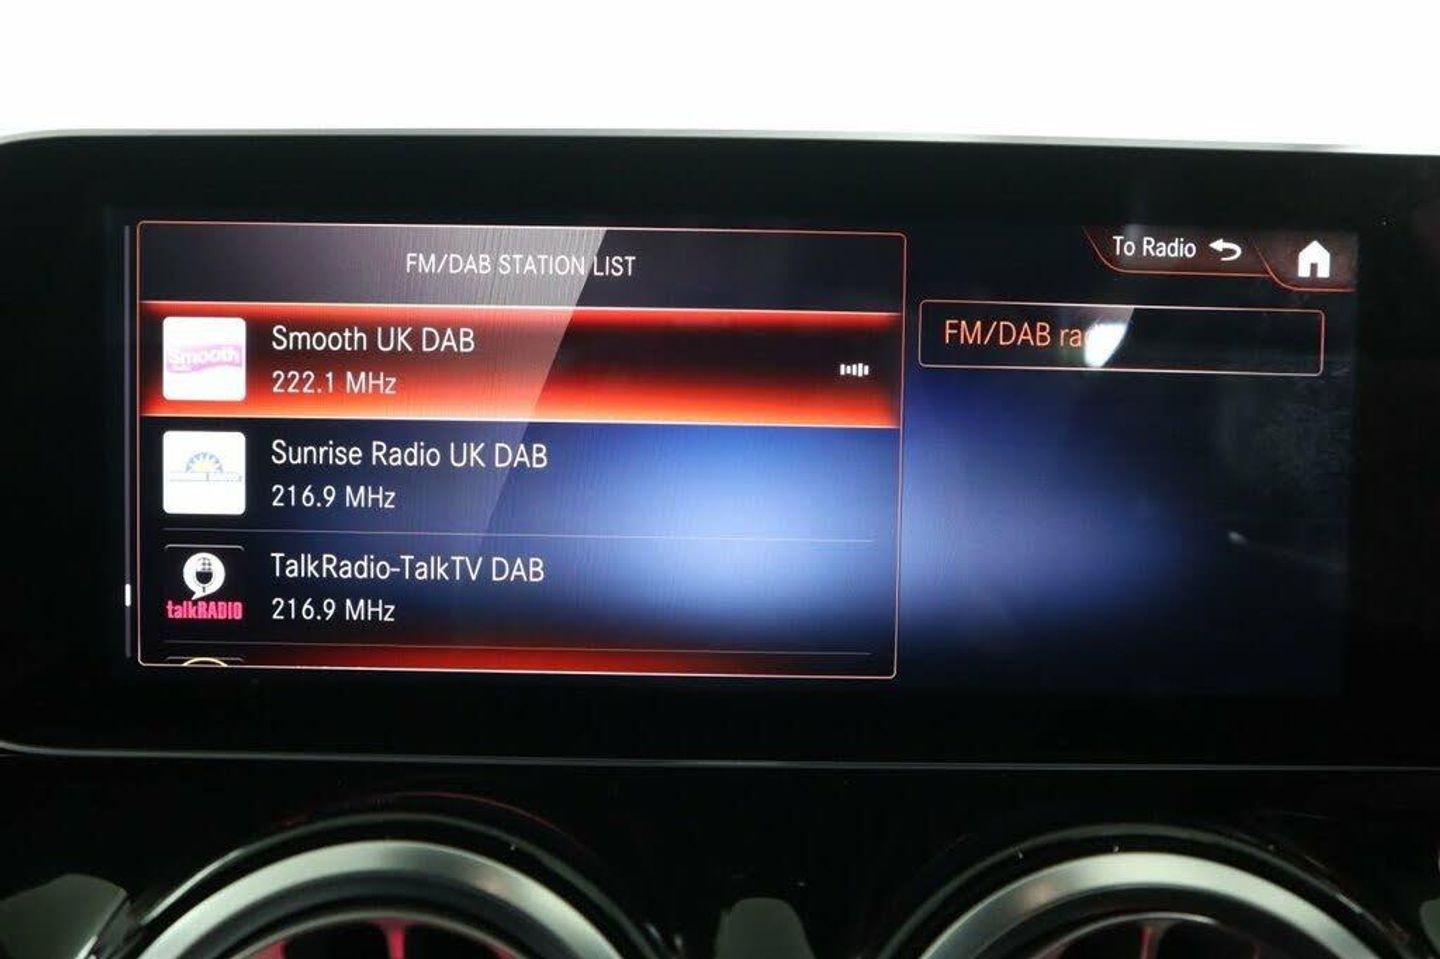 FM/DAB STATION LIST
To Radio
Smooth UK DAB
222.1 MHz
FM/DAB
Smooth
Sunrise Radio UK DAB
216.9 MHz
TalkRadio-TalkTV DAB
216.9 MHz
talkRADIO